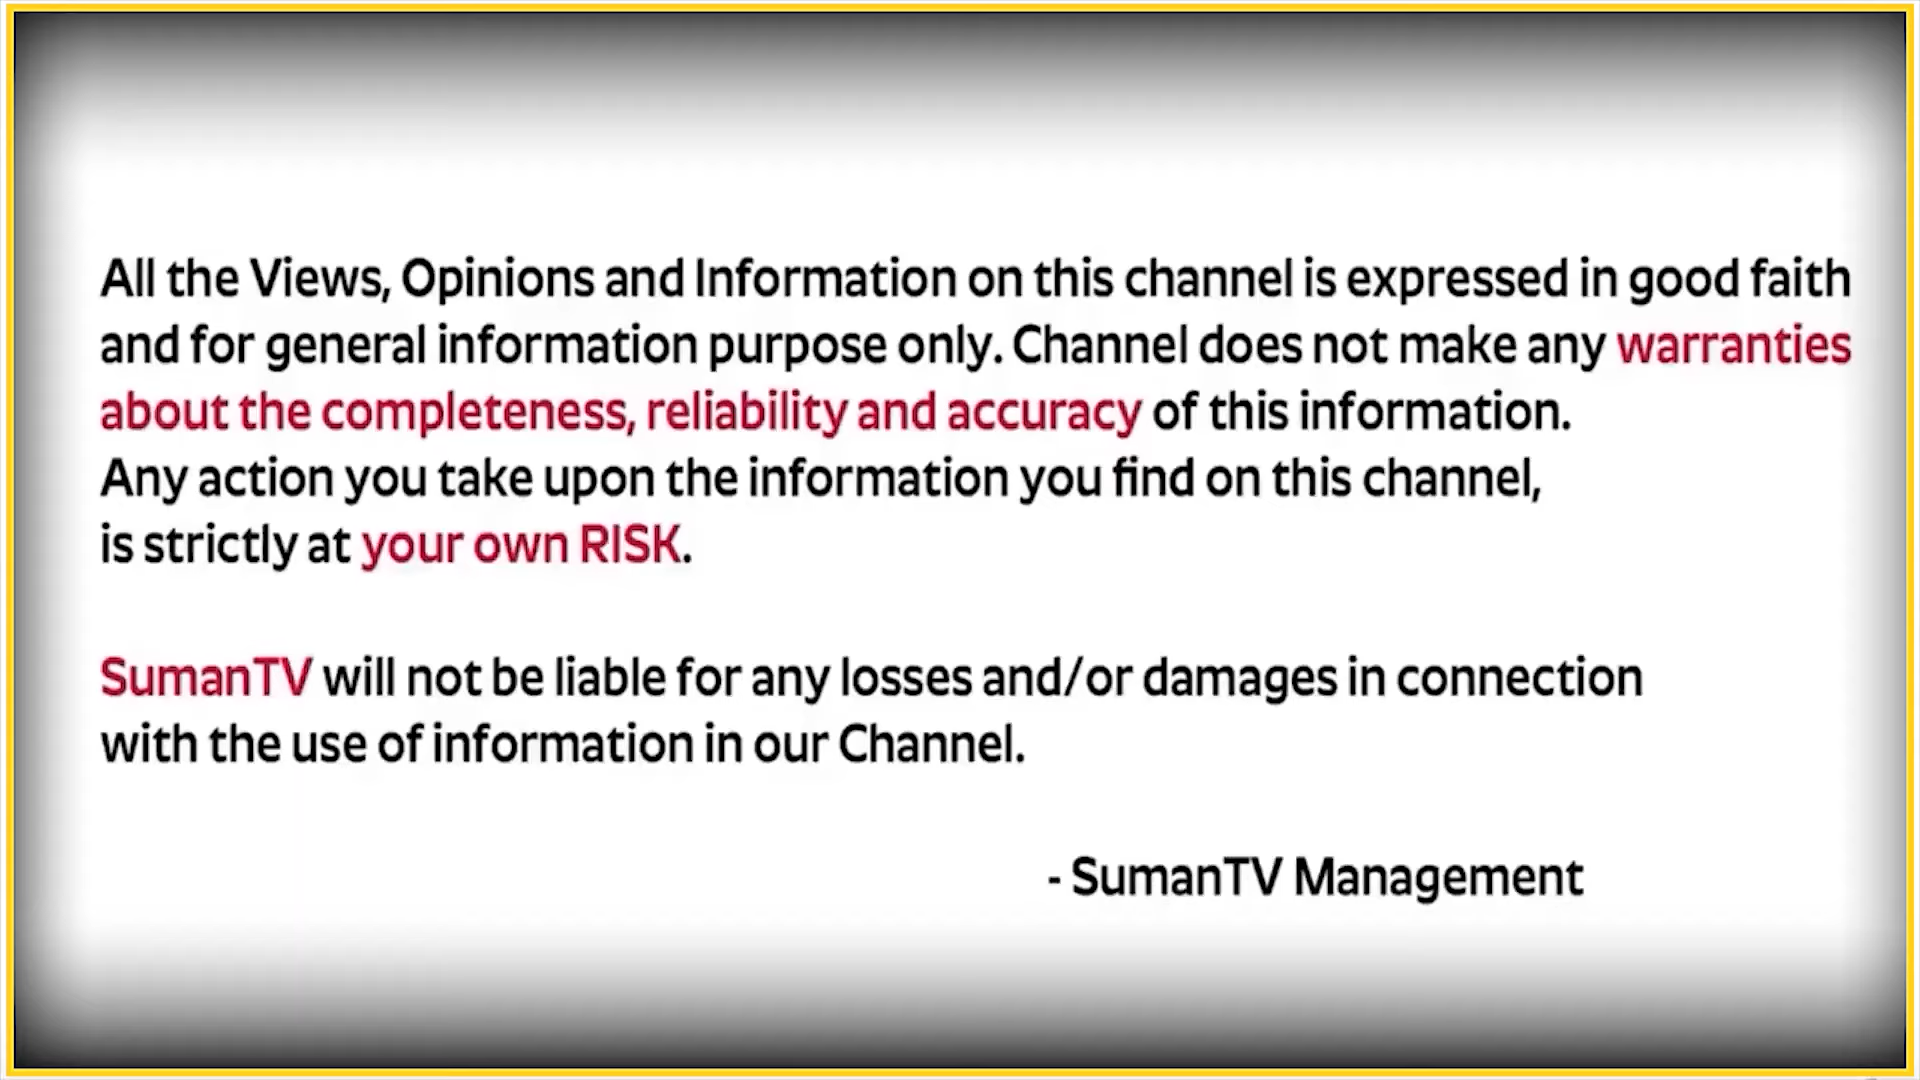 All the Views, Opinions and Information on this channel is expressed in good faith
and for general information purpose only. Channel does not make any warranties
about the completeness, reliability and accuracy of this information.
Any action you take upon the information you find on this channel,
is strictly at your own RISK.
SumanTV will not be liable for any losses and/or damages in connection
with the use of information in our Channel.
- SumanTV Management